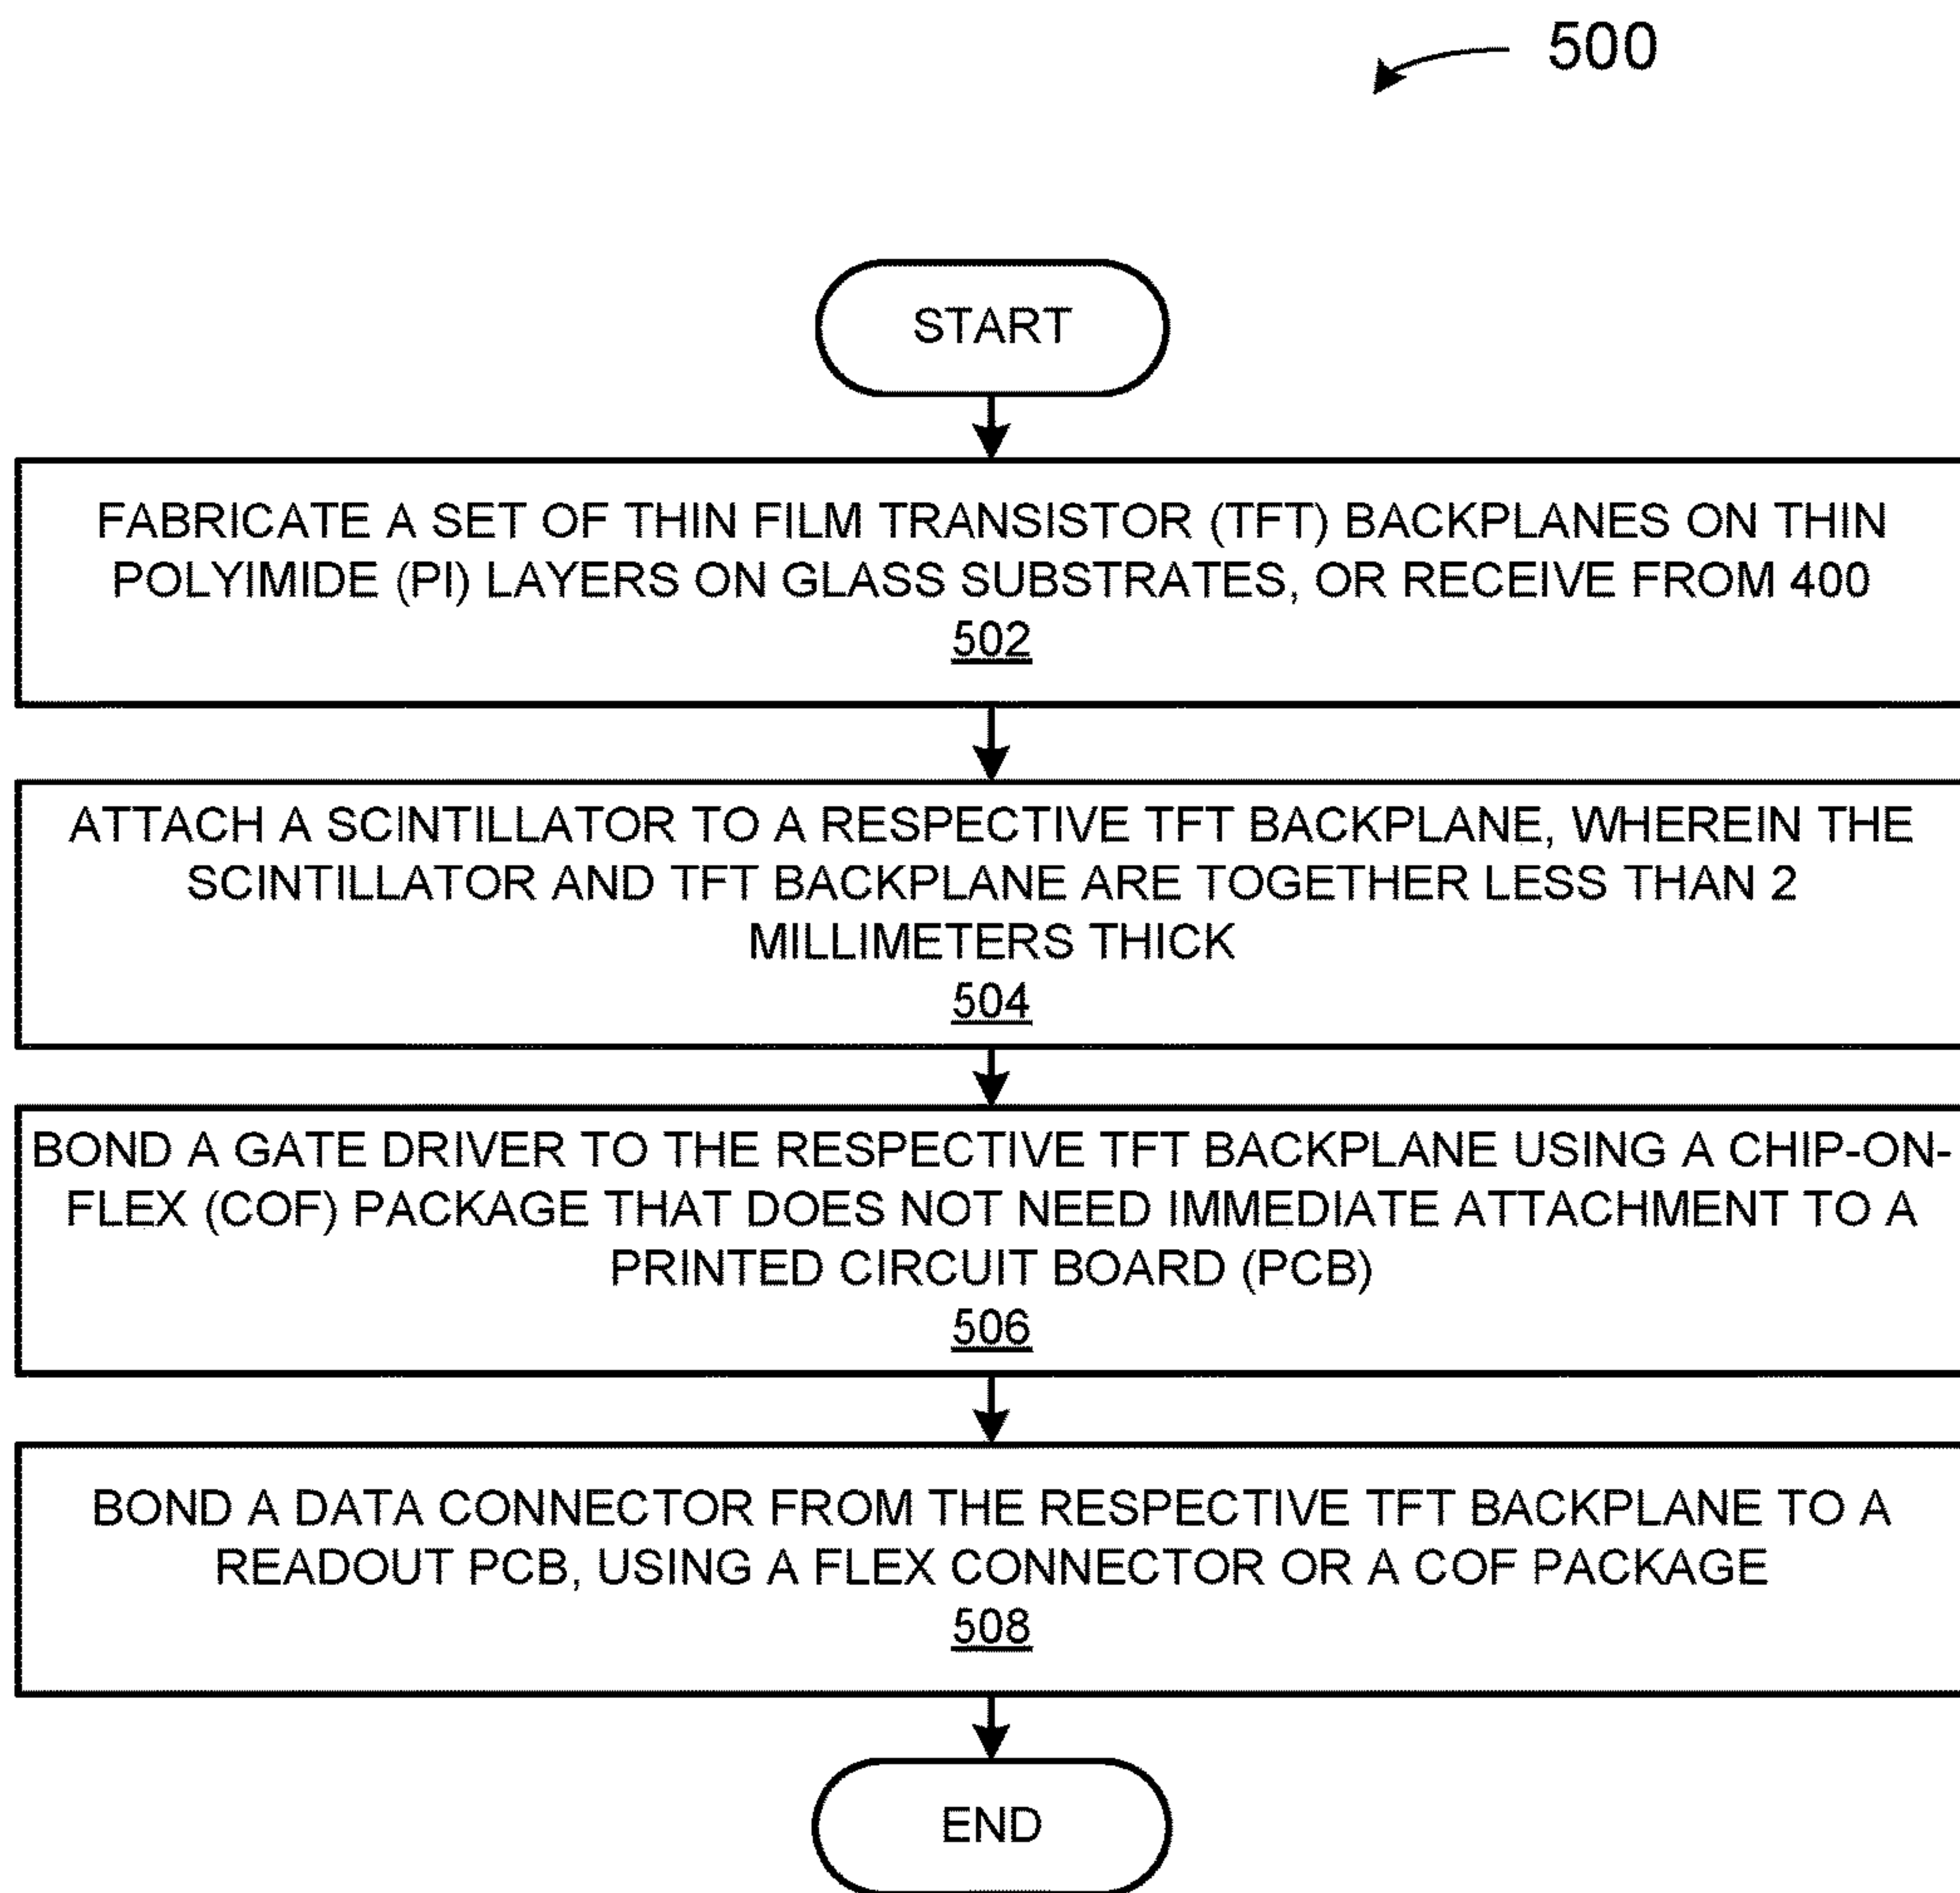 500
START
FABRICATE A SET OF THIN FILM TRANSISTOR (TFT) BACKPLANES ON THIN
POLYIMIDE (PI) LAYERS ON GLASS SUBSTRATES, OR RECEIVE FROM 400
502
ATTACH A SCINTILLATOR TO A RESPECTIVE TFT BACKPLANE, WHEREIN THE
SCINTILLATOR AND TFT BACKPLANE ARE TOGETHER LESS THAN 2
MILLIMETERS THICK
504
BOND A GATE DRIVER TO THE RESPECTIVE TFT BACKPLANE USING A CHIP-ON-
FLEX (COF) PACKAGE THAT DOES NOT NEED IMMEDIATE ATTACHMENT TO A
PRINTED CIRCUIT BOARD (PCB)
506
BOND A DATA CONNECTOR FROM THE RESPECTIVE TFT BACKPLANE TO A
READOUT PCB, USING A FLEX CONNECTOR OR A COF PACKAGE
508
END